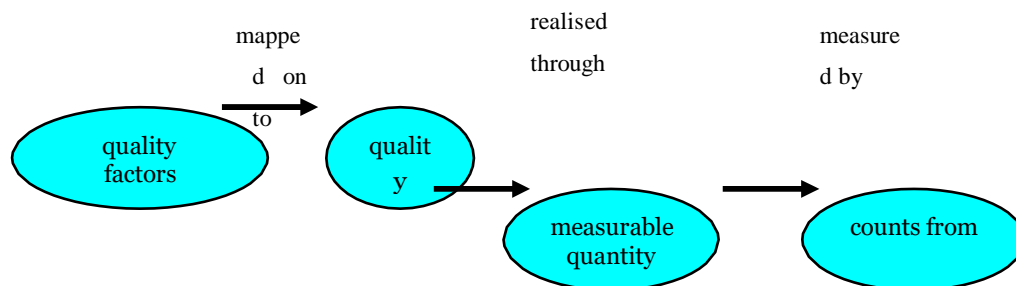 mappe
d on
to
realised
through
measure
d by
quality
factors
qualit
y
measurable
quantity
counts from